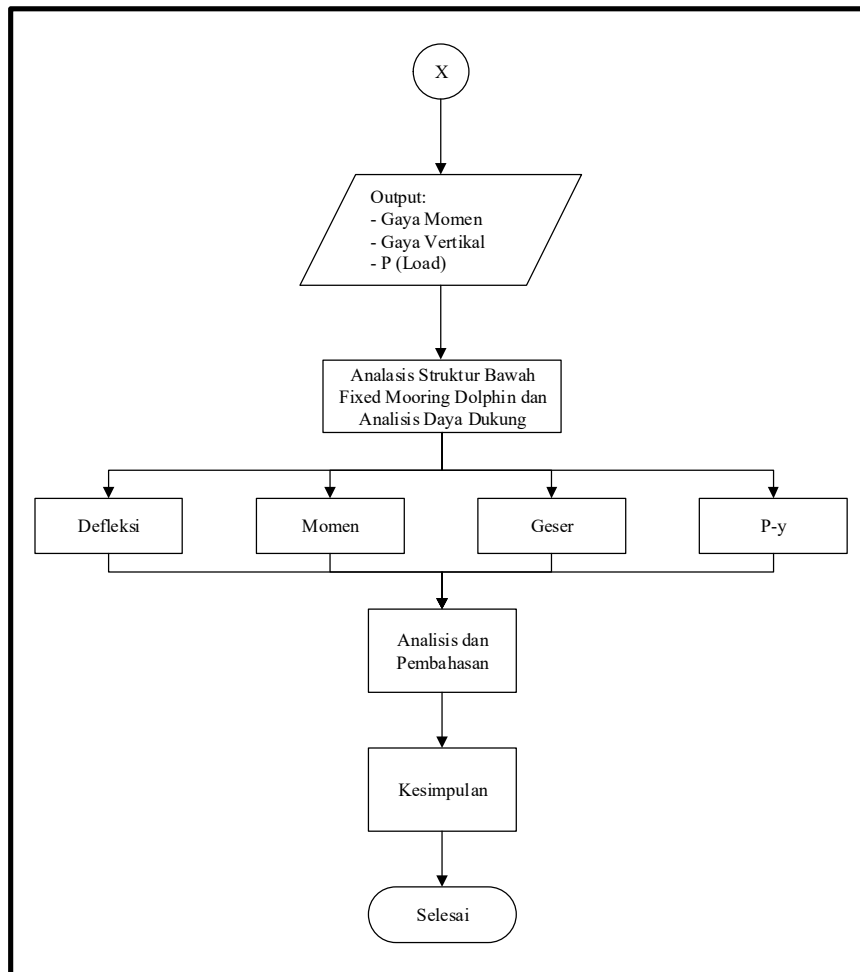 X
Output:
- Gaya Momen
- Gaya Vertikal
- P (Load)
Analasis Struktur Bawah
Fixed Mooring Dolphin dan
Analisis Daya Dukung
Defleksi
Momen
Geser
P-y
Analisis dan
Pembahasan
Kesimpulan
Selesai